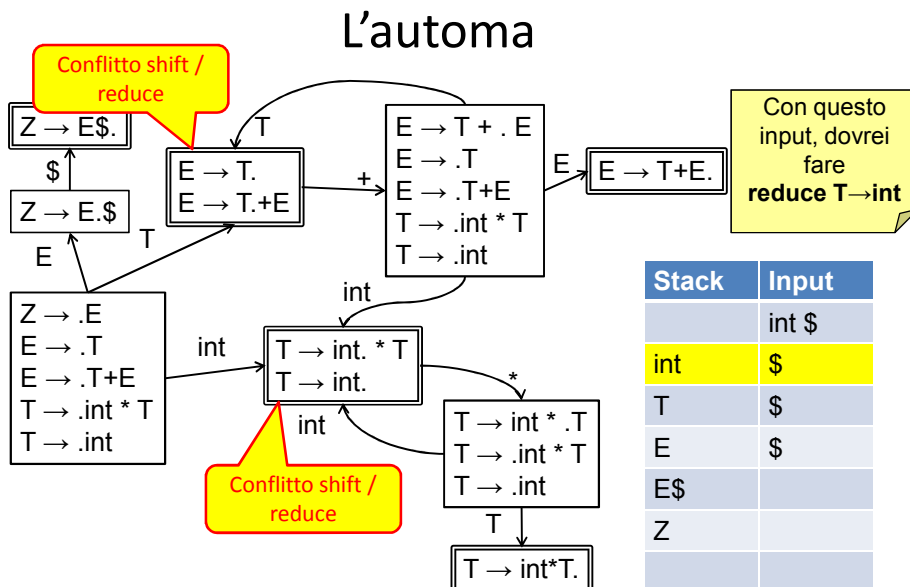 L'automa
Conflitto shift /
reduce
Z → E$.
$
Z → E.$
E
T
E → T.
E → T.+E
T
+
E → T + . E
E → .T
E → .T+E
T → .int * T
T → .int
E
E → T+E.
Con questo
input, dovrei
fare
reduce T→int
Z → .E
E → .T
E → .T+E
T → .int * T
T → .int
int
int
T → int. * T
T → int.
*
int
T → int * .T
T → .int * T
T → .int
T
T → int*T.
Conflitto shift /
reduce
Stack Input
int $
int $
T $
E $
E$
Z